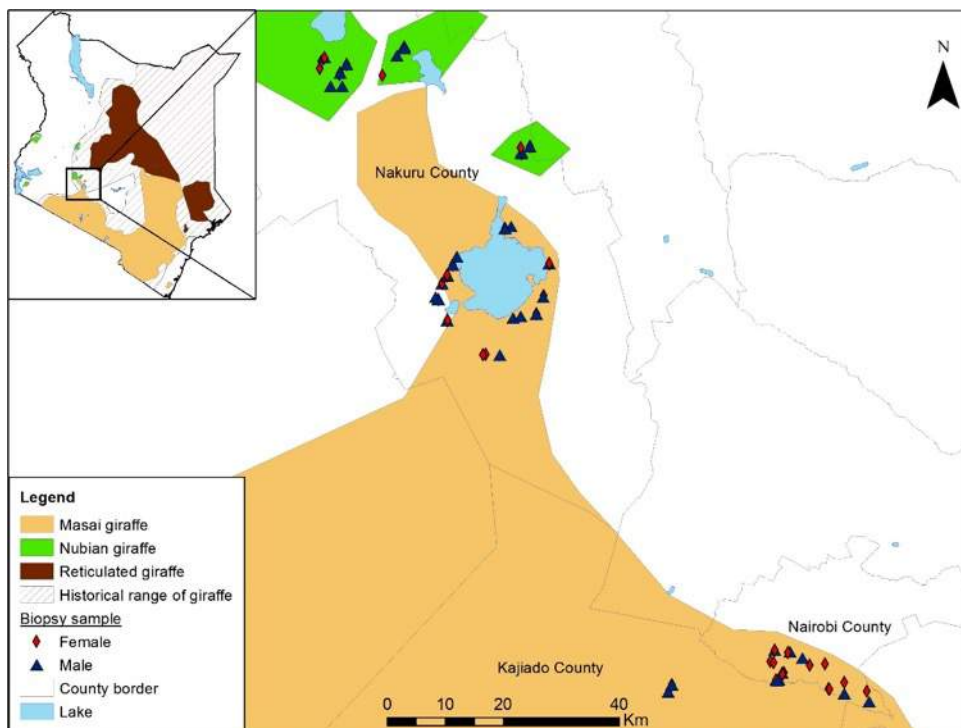 N
Nakuru County
Nairobi County
Kajiado County
Legend
Masai giraffe
Nubian giraffe
Reticulated giraffe
Historical range of giraffe
Biopsy sample
Female
Male
County border
Lake
0 10 20 40
Km